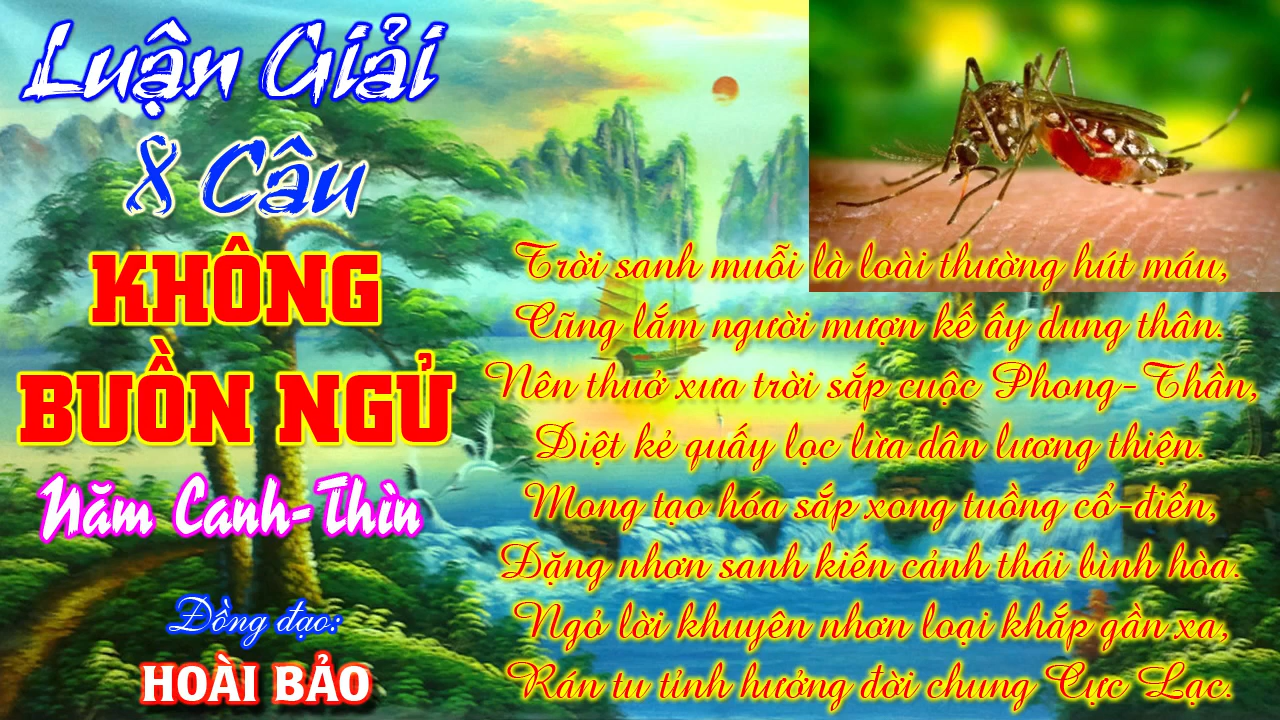 Luận Giải
8 Câu
KHÔNG
BUỒN NGỦ
Năm Canh-Thìn
Đồng đạo:
HOÀI BẢO
Trời sanh muỗi là loài thường hút máu,
Cũng lắm người mượn kế ấy dung thân.
Nên thuở xưa trời sắp cuộc Phong-Thần,
Diệt kẻ quấy lọc lừa dân lương thiện.
Mong tạo hóa sắp xong tuồng cổ-điển,
Đặng nhơn sanh kiến cảnh thái bình hòa.
Ngỏ lời khuyên nhơn loại khắp gần xa,
Rán tu tỉnh hưởng đời chung Cực Lạc.